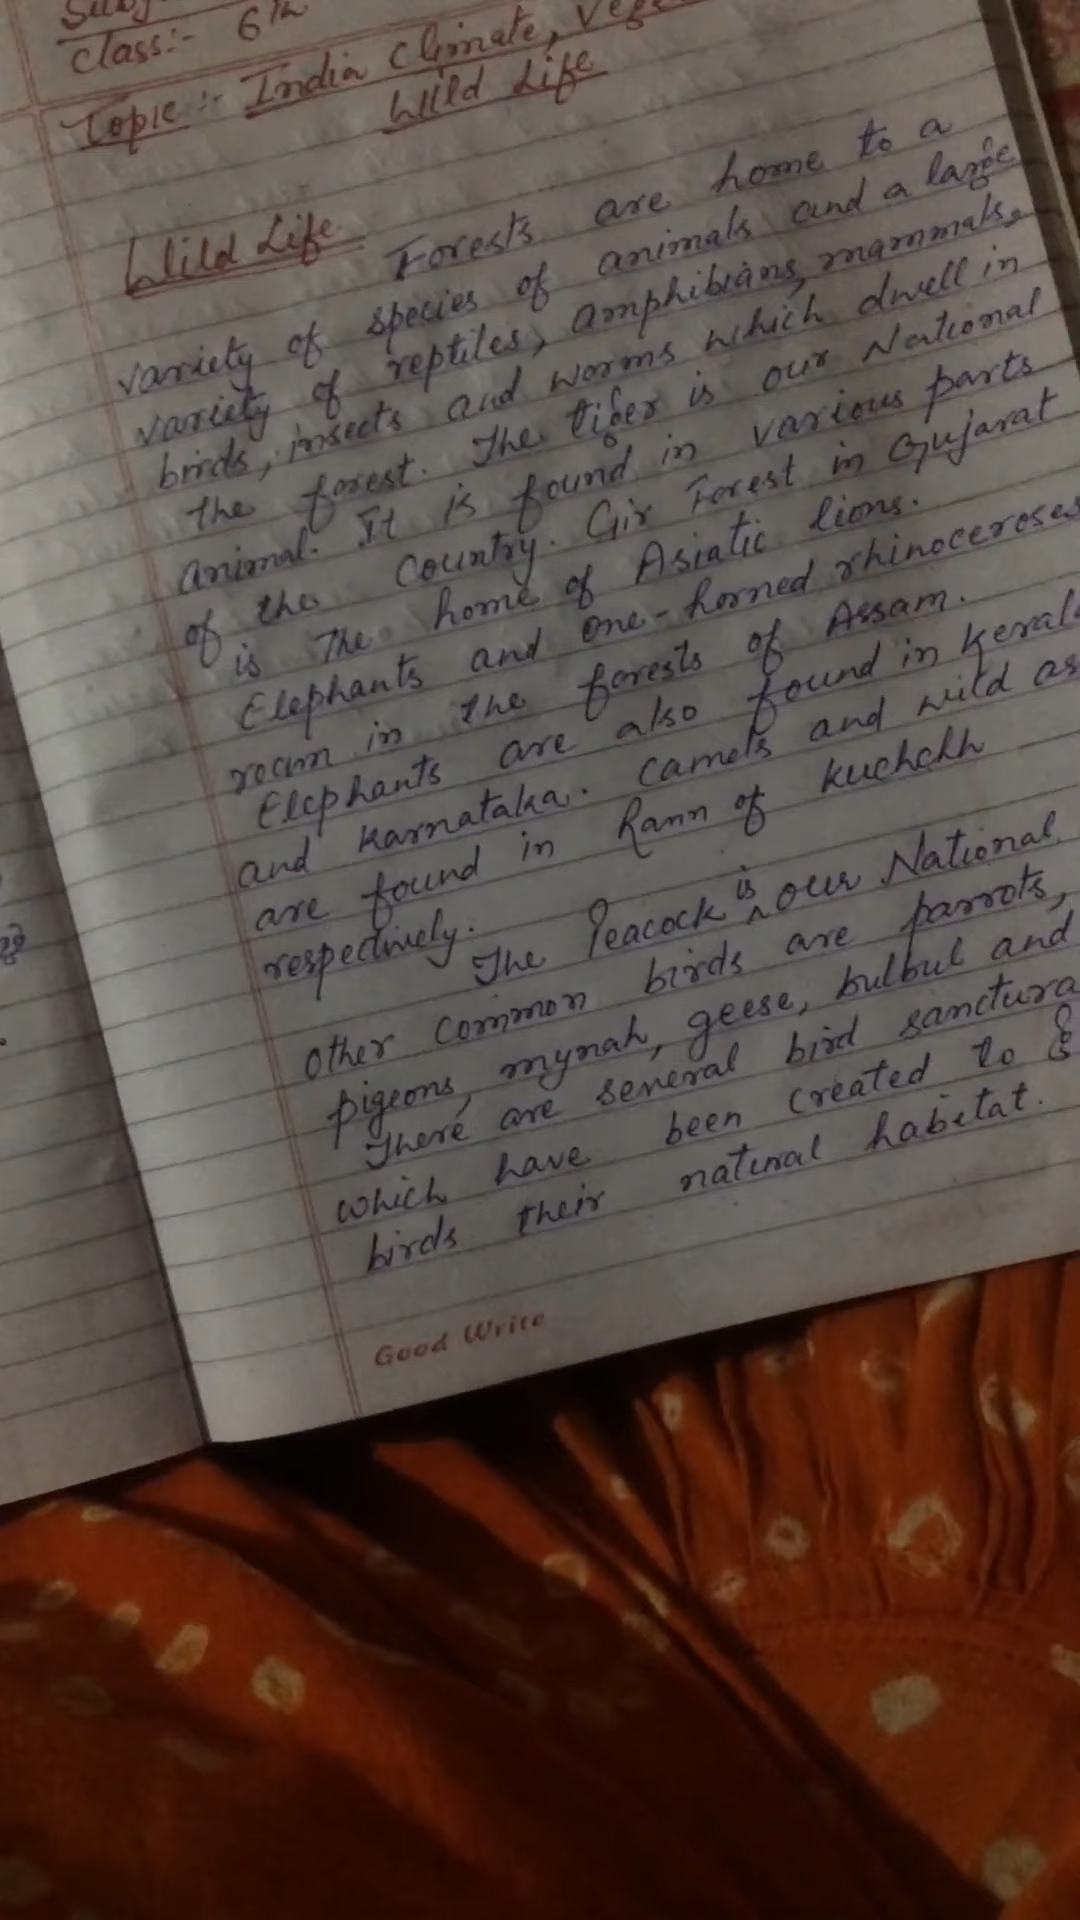 Class:- 6th
Topic:- India Climate,
Wild Life
Wild Life
Forests are home to a
variety of species of animals and a large
variety of reptiles, amphibians, mammals,
birds, insects and worms which dwell in
the forest. The tiger is our National
animal. It is found in various parts
of the country. Gir Forest in Gujarat
is the home of Asiatic lions.
Elephants and one-horned rhinoceroses
roam in the forests of Assam.
Elephants are also found in Kerala
and Karnataka. Camels and wild as
are found in Rann of Kuchchh
respectively.
The Peacock is our National
Other common birds are parrots,
pigeons, mynah, geese, bulbul and
There are several bird sanctura
which have been created to
birds their natural habitat.
Good Write